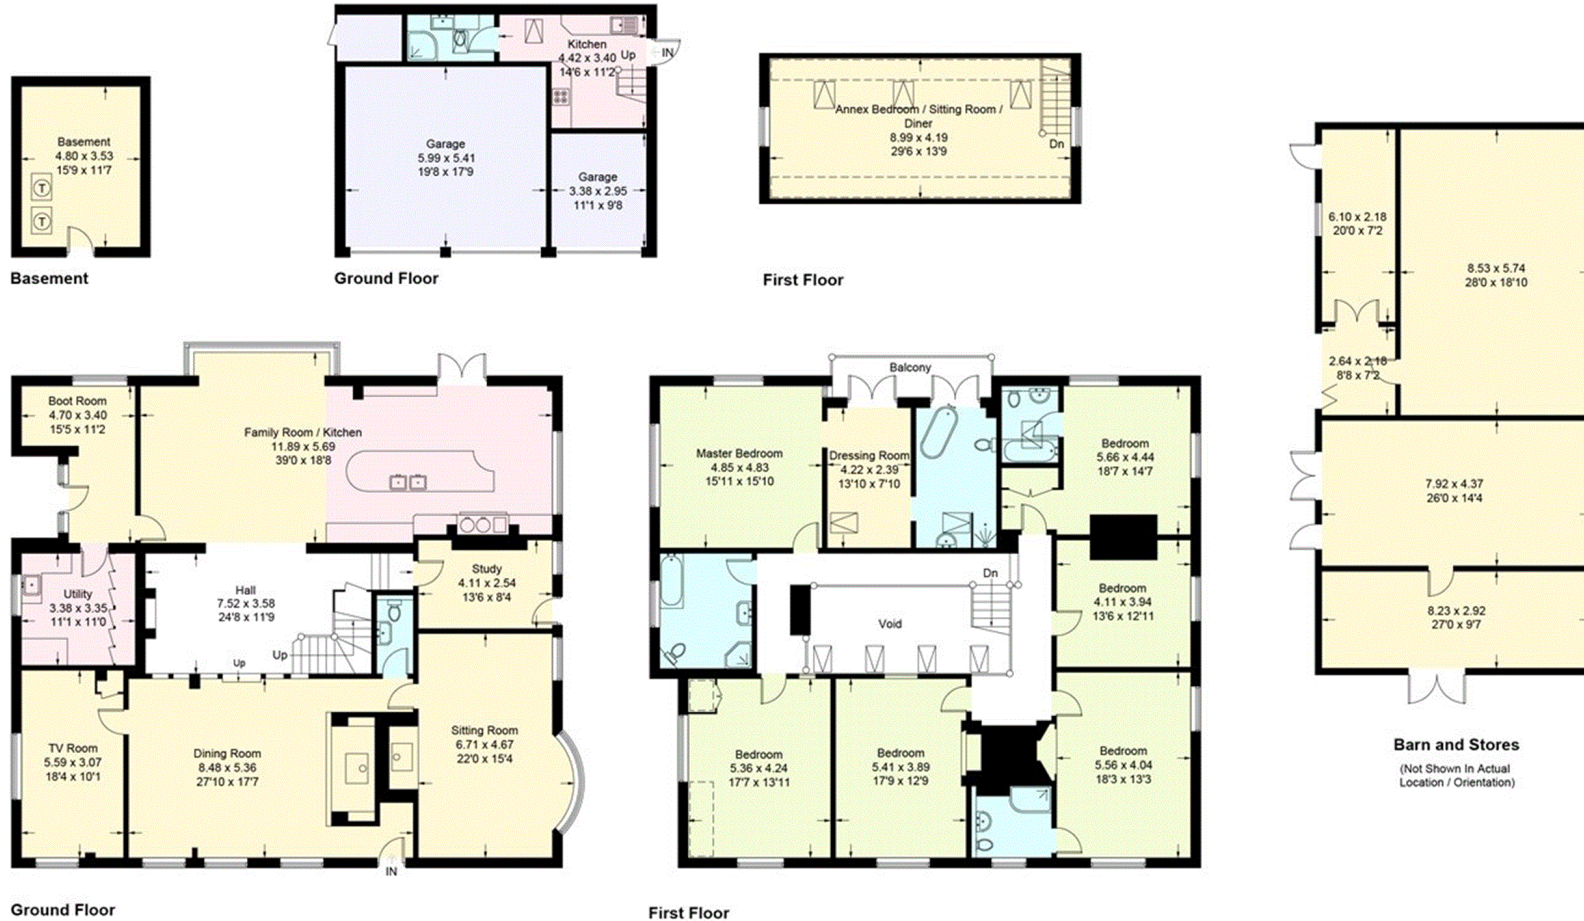 Basement
4.80 x 3.53
15'9 x 11'7
T
T
Basement
Kitchen
4.42 x 3.40
14'6 x 11'2
Up
IN
Garage
5.99 x 5.41
19'8 x 17'9
Garage
3.38 x 2.95
11'1 x 9'8
Ground Floor
Annex Bedroom / Sitting Room /
Diner
8.99 x 4.19
29'6 x 13'9
Dn
First Floor
6.10 x 2.18
20'0 x 7'2
8.53 x 5.74
28'0 x 18'10
2.64 x 2.18
8'8 x 7'2
7.92 x 4.37
26'0 x 14'4
8.23 x 2.92
27'0 x 9'7
Barn and Stores
(Not Shown In Actual
Location / Orientation)
Boot Room
4.70 x 3.40
15'5 x 11'2
Family Room / Kitchen
11.89 x 5.69
39'0 x 18'8
Utility
3.38 x 3.35
11'1 x 11'0
Hall
7.52 x 3.58
24'8 x 11'9
Study
4.11 x 2.54
13'6 x 8'4
Up
Up
TV Room
5.59 x 3.07
18'4 x 10'1
Dining Room
8.48 x 5.36
27'10 x 17'7
Sitting Room
6.71 x 4.67
22'0 x 15'4
IN
Ground Floor
Balcony
Master Bedroom
4.85 x 4.83
15'11 x 15'10
Dressing Room
4.22 x 2.39
13'10 x 7'10
Bedroom
5.66 x 4.44
18'7 x 14'7
Dn
Void
Bedroom
4.11 x 3.94
13'6 x 12'11
Bedroom
5.36 x 4.24
17'7 x 13'11
Bedroom
5.41 x 3.89
17'9 x 12'9
Bedroom
5.56 x 4.04
18'3 x 13'3
First Floor